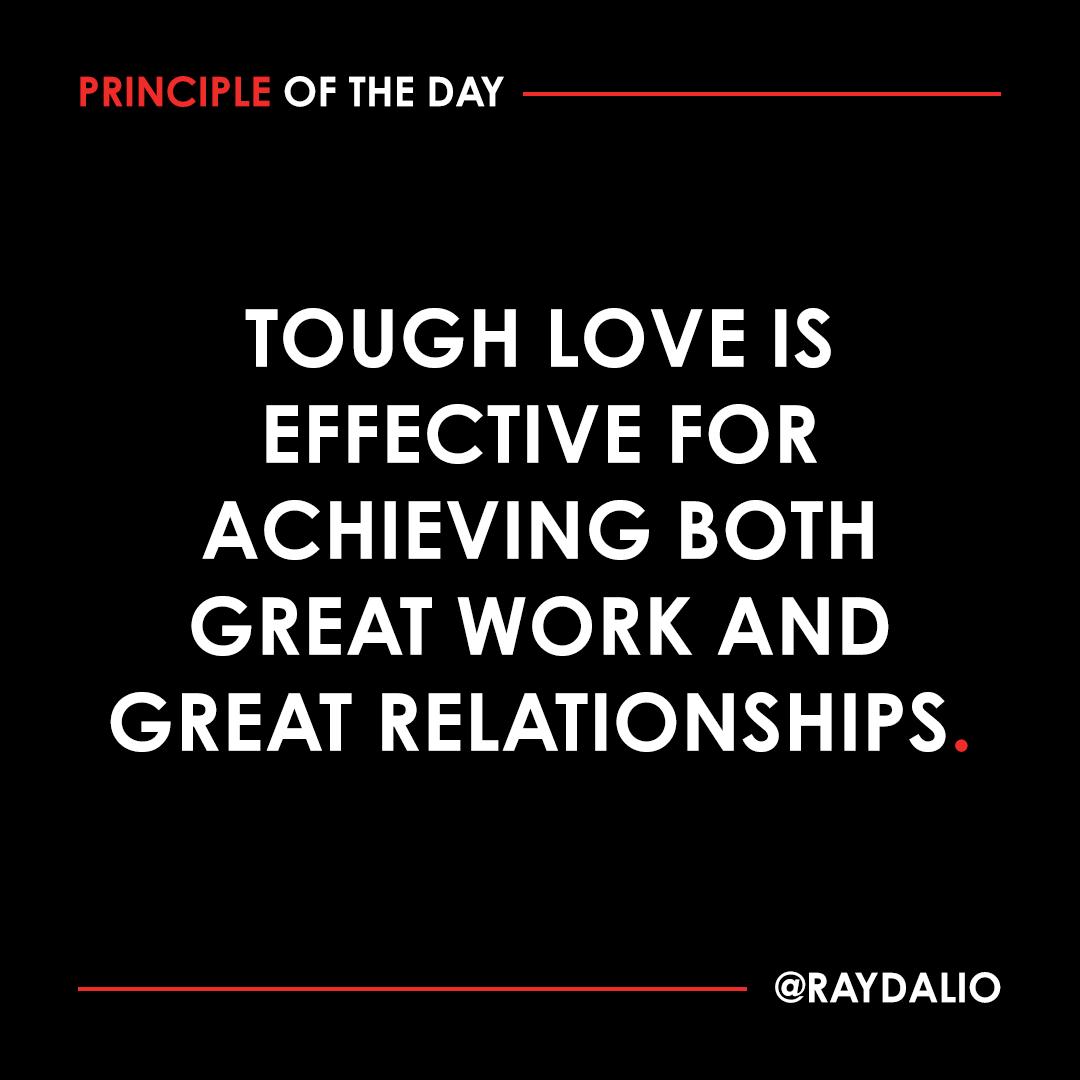 PRINCIPLE OF THE DAY
TOUGH LOVE IS
EFFECTIVE FOR
ACHIEVING BOTH
GREAT WORK AND
GREAT RELATIONSHIPS.
@RAYDALIO